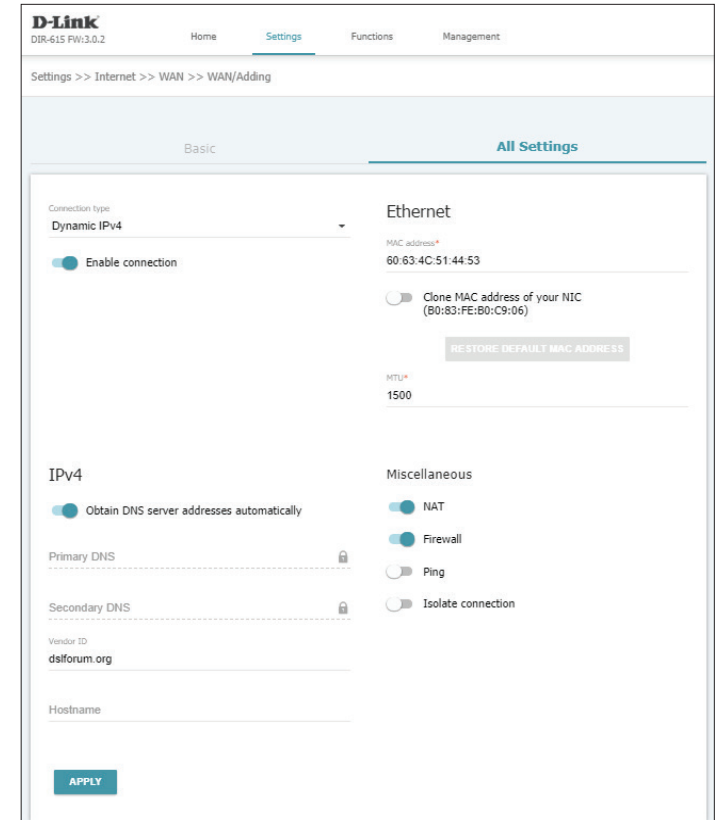 D-Link
DIR-615 FW:3.0.2
Home Settings Functions Management
Settings >> Internet >> WAN >> WAN/Adding
Basic
All Settings
Connection type
Dynamic IPv4
Enable connection
Ethernet
MAC address*
60:63:4C:51:44:53
Clone MAC address of your NIC
(B0:83:FE:B0:C9:06)
RESTORE DEFAULT MAC ADDRESS
MTU*
1500
IPv4
Obtain DNS server addresses automatically
Primary DNS
Secondary DNS
Vendor ID
dslforum.org
Hostname
Miscellaneous
NAT
Firewall
Ping
Isolate connection
APPLY